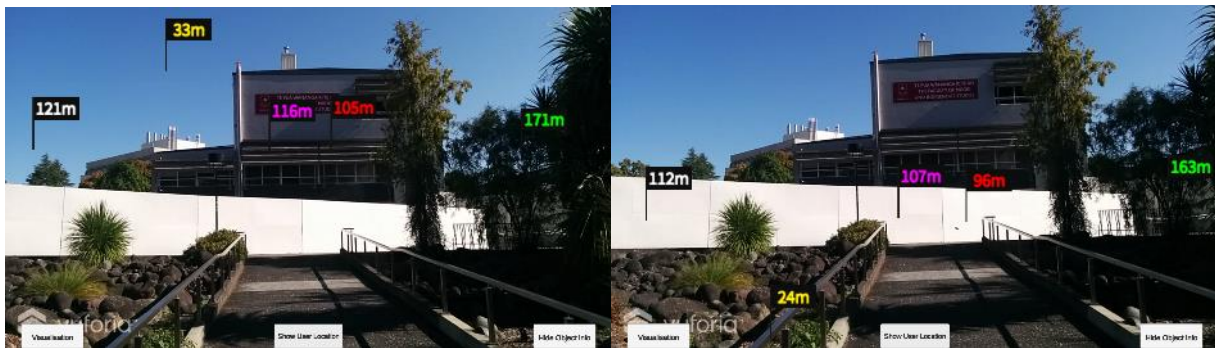 33m
121m
116m
105m
171m
vuforia
Visualisation
Show User Location
Hide Object Info
112m
107m
96m
163m
24m
vuforia
Visualisation
Show User Location
Hide Object Info